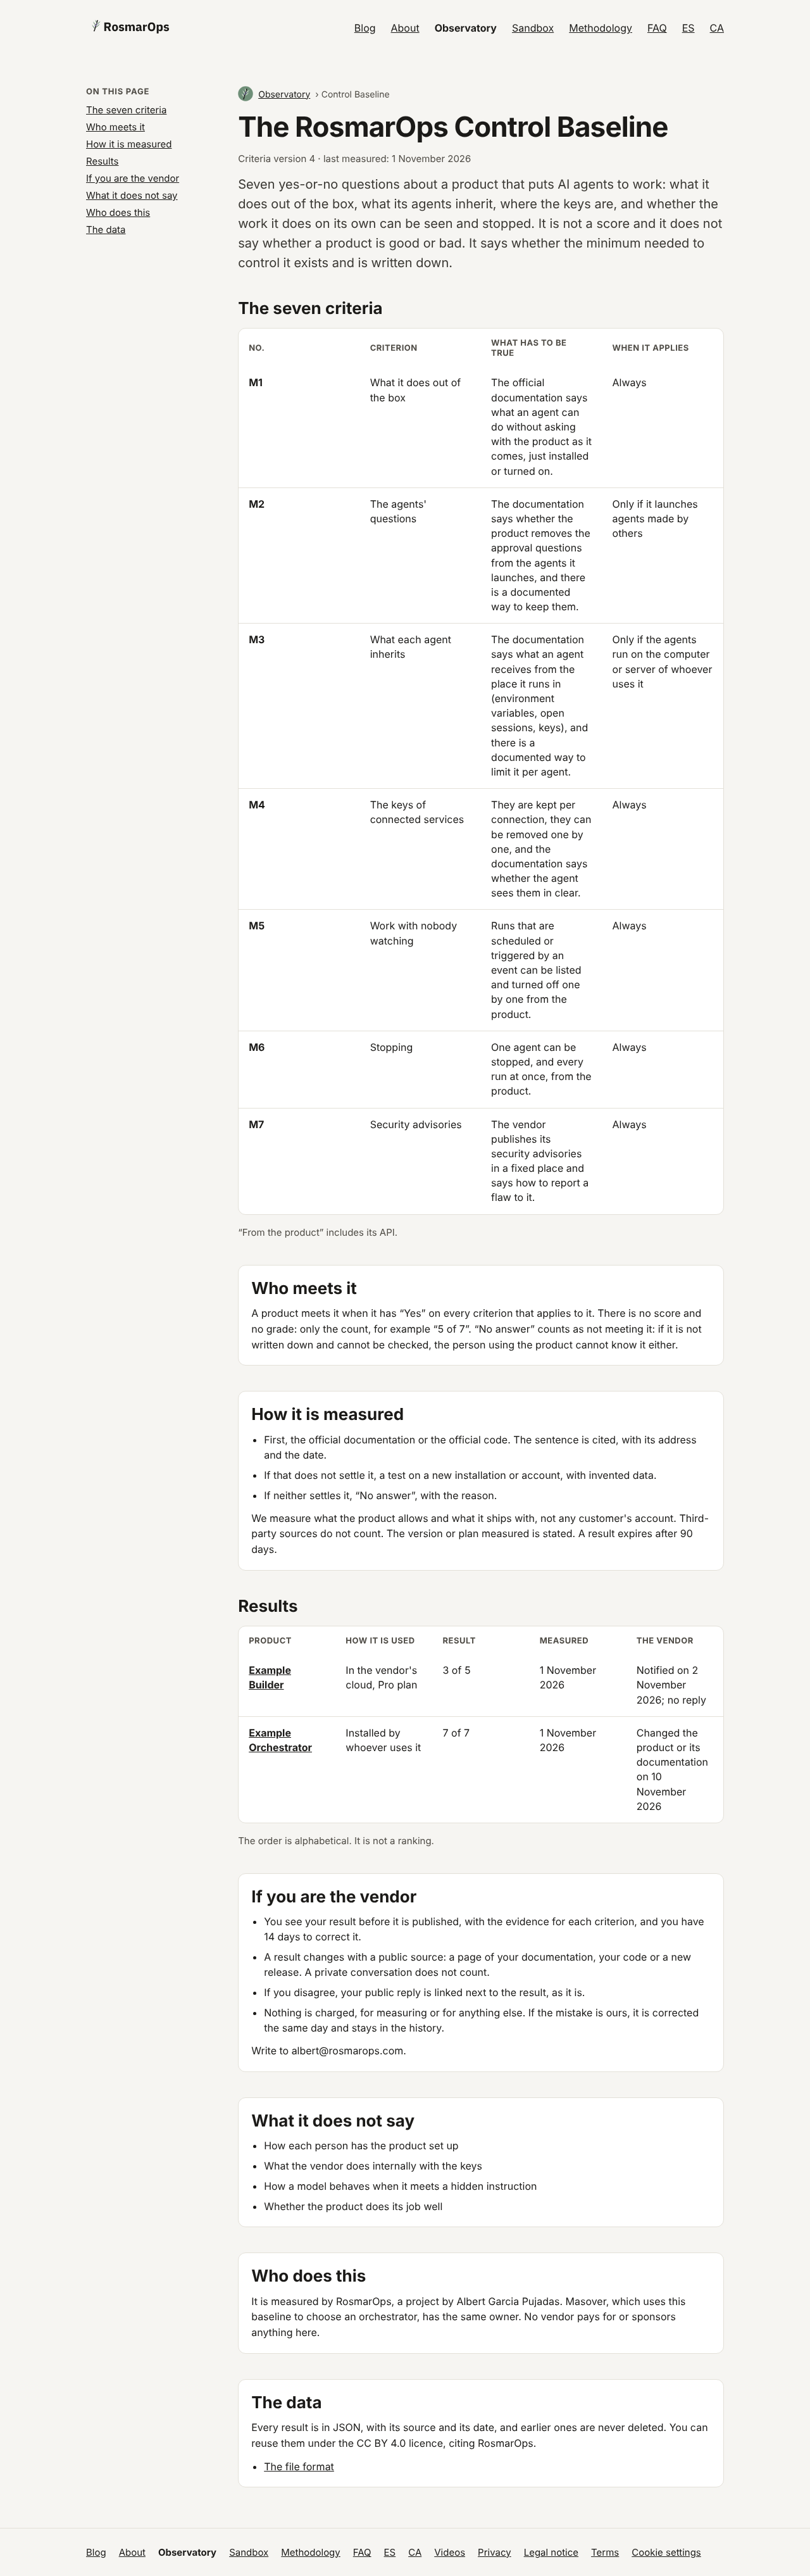 RosmarOps
Blog About Observatory Sandbox Methodology FAQ ES CA
ON THIS PAGE
The seven criteria
Who meets it
How it is measured
Results
If you are the vendor
What it does not say
Who does this
The data
Observatory › Control Baseline
The RosmarOps Control Baseline
Criteria version 4 · last measured: 1 November 2026
Seven yes-or-no questions about a product that puts AI agents to work: what it
does out of the box, what its agents inherit, where the keys are, and whether the
work it does on its own can be seen and stopped. It is not a score and it does not
say whether a product is good or bad. It says whether the minimum needed to
control it exists and is written down.
The seven criteria
NO.
CRITERION
WHAT HAS TO BE
TRUE
WHEN IT APPLIES
M1
What it does out of
the box
The official
documentation says
what an agent can
do without asking
with the product as it
comes, just installed
or turned on.
Always
M2
The agents'
questions
The documentation
says whether the
product removes the
approval questions
from the agents it
launches, and there
is a documented
way to keep them.
Only if it launches
agents made by
others
M3
What each agent
inherits
The documentation
says what an agent
receives from the
place it runs in
(environment
variables, open
sessions, keys), and
there is a
documented way to
limit it per agent.
Only if the agents
run on the computer
or server of whoever
uses it
M4
The keys of
connected services
They are kept per
connection, they can
be removed one by
one, and the
documentation says
whether the agent
sees them in clear.
Always
M5
Work with nobody
watching
Runs that are
scheduled or
triggered by an
event can be listed
and turned off one
by one from the
product.
Always
M6
Stopping
One agent can be
stopped, and every
run at once, from the
product.
Always
M7
Security advisories
The vendor
publishes its
security advisories
in a fixed place and
says how to report a
flaw to it.
Always
"From the product" includes its API.
Who meets it
A product meets it when it has “Yes” on every criterion that applies to it. There is no score and
no grade: only the count, for example “5 of 7”. “No answer” counts as not meeting it: if it is not
written down and cannot be checked, the person using the product cannot know it either.
How it is measured
• First, the official documentation or the official code. The sentence is cited, with its address
and the date.
• If that does not settle it, a test on a new installation or account, with invented data.
• If neither settles it, “No answer”, with the reason.
We measure what the product allows and what it ships with, not any customer's account. Third-
party sources do not count. The version or plan measured is stated. A result expires after 90
days.
Results
PRODUCT
HOW IT IS USED
RESULT
MEASURED
THE VENDOR
Example
Builder
In the vendor's
cloud, Pro plan
3 of 5
1 November
2026
Notified on 2
November
2026; no reply
Example
Orchestrator
Installed by
whoever uses it
7 of 7
1 November
2026
Changed the
product or its
documentation
on 10
November
2026
The order is alphabetical. It is not a ranking.
If you are the vendor
• You see your result before it is published, with the evidence for each criterion, and you have
14 days to correct it.
• A result changes with a public source: a page of your documentation, your code or a new
release. A private conversation does not count.
• If you disagree, your public reply is linked next to the result, as it is.
• Nothing is charged, for measuring or for anything else. If the mistake is ours, it is corrected
the same day and stays in the history.
Write to albert@rosmarops.com.
What it does not say
• How each person has the product set up
• What the vendor does internally with the keys
• How a model behaves when it meets a hidden instruction
• Whether the product does its job well
Who does this
It is measured by RosmarOps, a project by Albert Garcia Pujadas. Masover, which uses this
baseline to choose an orchestrator, has the same owner. No vendor pays for or sponsors
anything here.
The data
Every result is in JSON, with its source and its date, and earlier ones are never deleted. You can
reuse them under the CC BY 4.0 licence, citing RosmarOps.
• The file format
Blog About Observatory Sandbox Methodology FAQ ES CA Videos Privacy Legal notice Terms Cookie settings